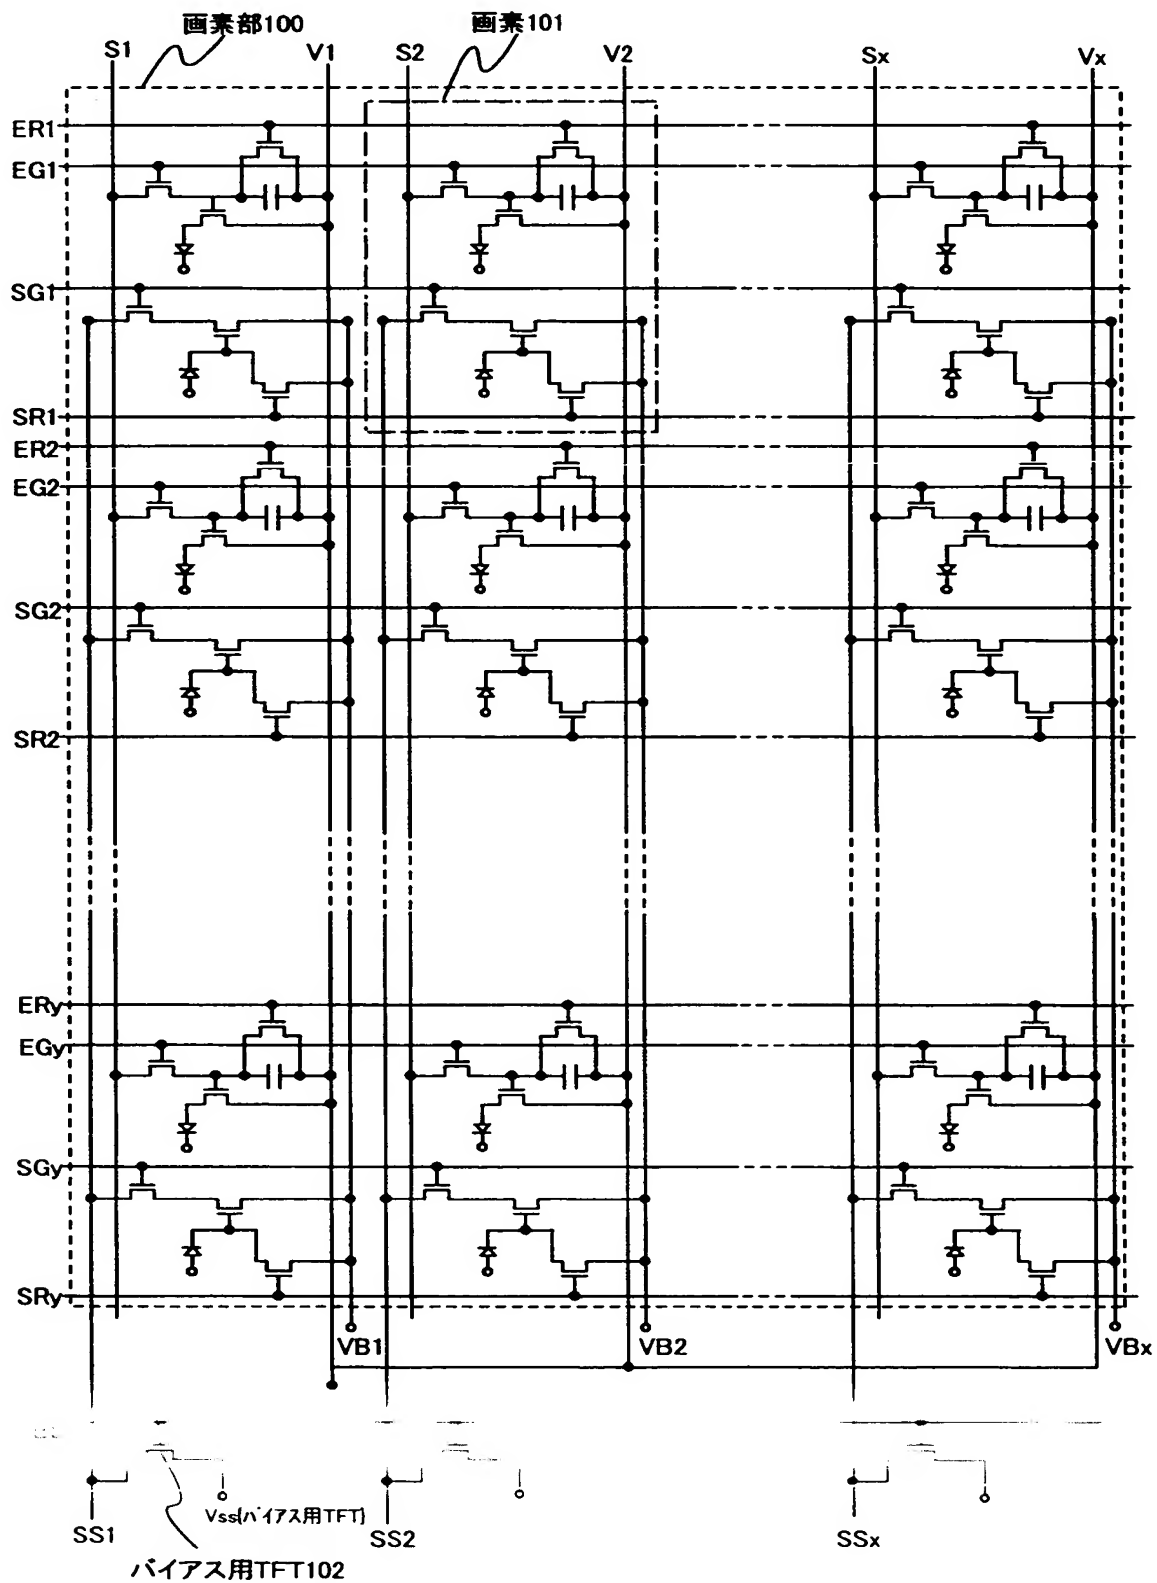 画素部100 画素101
S1 V1 S2 V2 Sx Vx
ER1
EG1
SG1
SR1
ER2
EG2
SG2
SR2
ERy
EGy
SGy
SRy
VB1 VB2 VBx
Vss(バイアス用TFT)
SS1 SS2 SSx
バイアス用TFT102